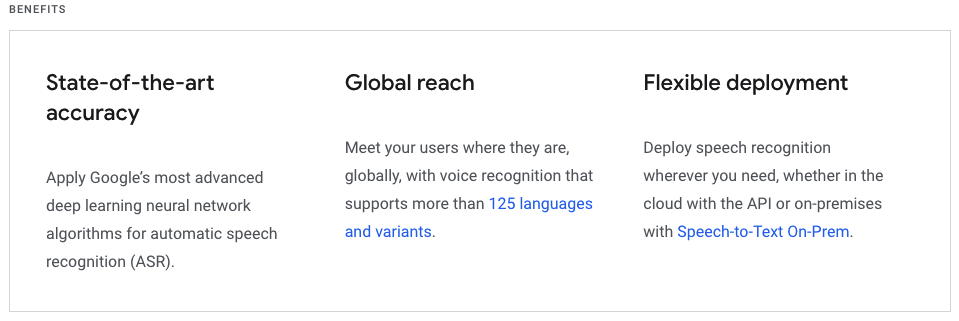 BENEFITS
State-of-the-art
accuracy
Apply Google’s most advanced
deep learning neural network
algorithms for automatic speech
recognition (ASR).
Global reach
Meet your users where they are,
globally, with voice recognition that
supports more than 125 languages
and variants.
Flexible deployment
Deploy speech recognition
wherever you need, whether in the
cloud with the API or on-premises
with Speech-to-Text On-Prem.